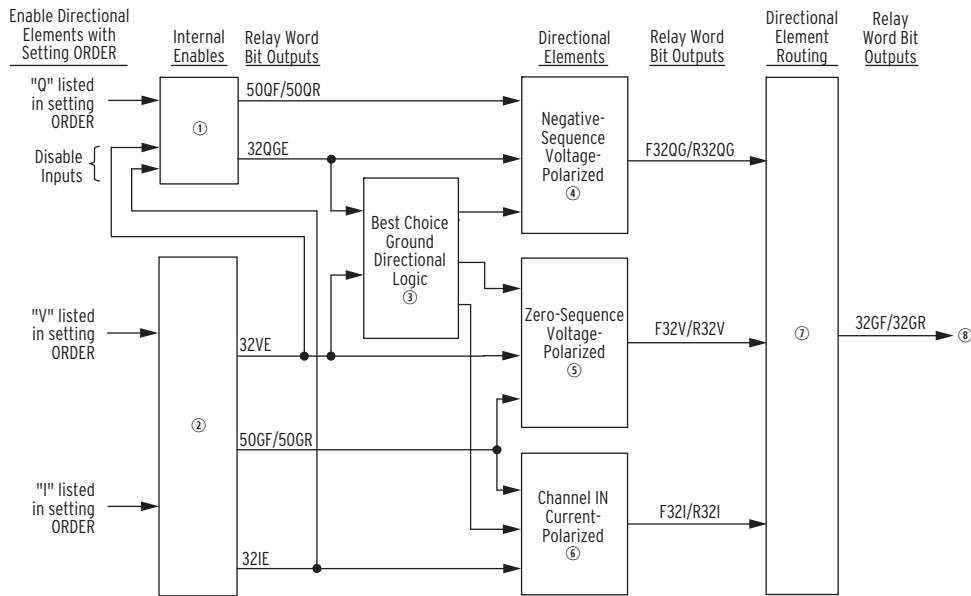 Enable Directional
Elements with
Setting ORDER
Internal
Enables
Relay Word
Bit Outputs
Directional
Elements
Relay Word
Bit Outputs
Directional
Element
Routing
Relay
Word Bit
Outputs
"Q" listed
in setting
ORDER
Disable
Inputs
①
50QF/50QR
32QGE
Negative-
Sequence
Voltage-
Polarized
④
F32QG/R32QG
Best Choice
Ground
Directional
Logic
③
"V" listed
in setting
ORDER
32VE
Zero-Sequence
Voltage-
Polarized
⑤
F32V/R32V
⑦
32GF/32GR
⑧
②
50GF/50GR
"I" listed
in setting
ORDER
32IE
Channel IN
Current-
Polarized
⑥
F32I/R32I